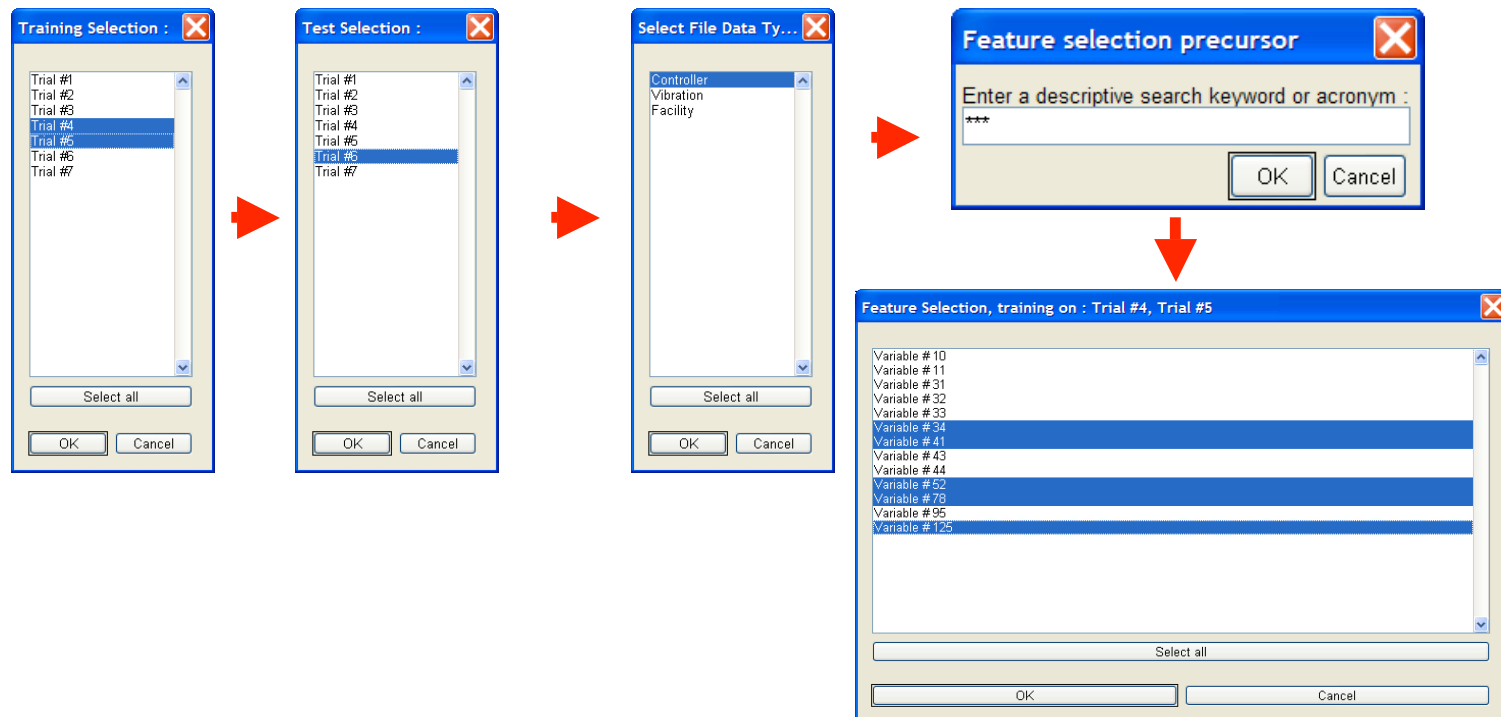 Training Selection :
Trial #1
Trial #2
Trial #3
Trial #4
Trial #5
Trial #6
Trial #7
Select all
OK
Cancel
Test Selection :
Trial #1
Trial #2
Trial #3
Trial #4
Trial #5
Trial #6
Trial #7
Select all
OK
Cancel
Select File Data Ty...
Controller
Vibration
Facility
Select all
OK
Cancel
Feature selection precursor
Enter a descriptive search keyword or acronym :
***
OK
Cancel
Feature Selection, training on : Trial #4, Trial #5
Variable # 10
Variable # 11
Variable # 31
Variable # 32
Variable # 33
Variable # 34
Variable # 41
Variable # 43
Variable # 44
Variable # 52
Variable # 78
Variable # 95
Variable # 125
Select all
OK
Cancel